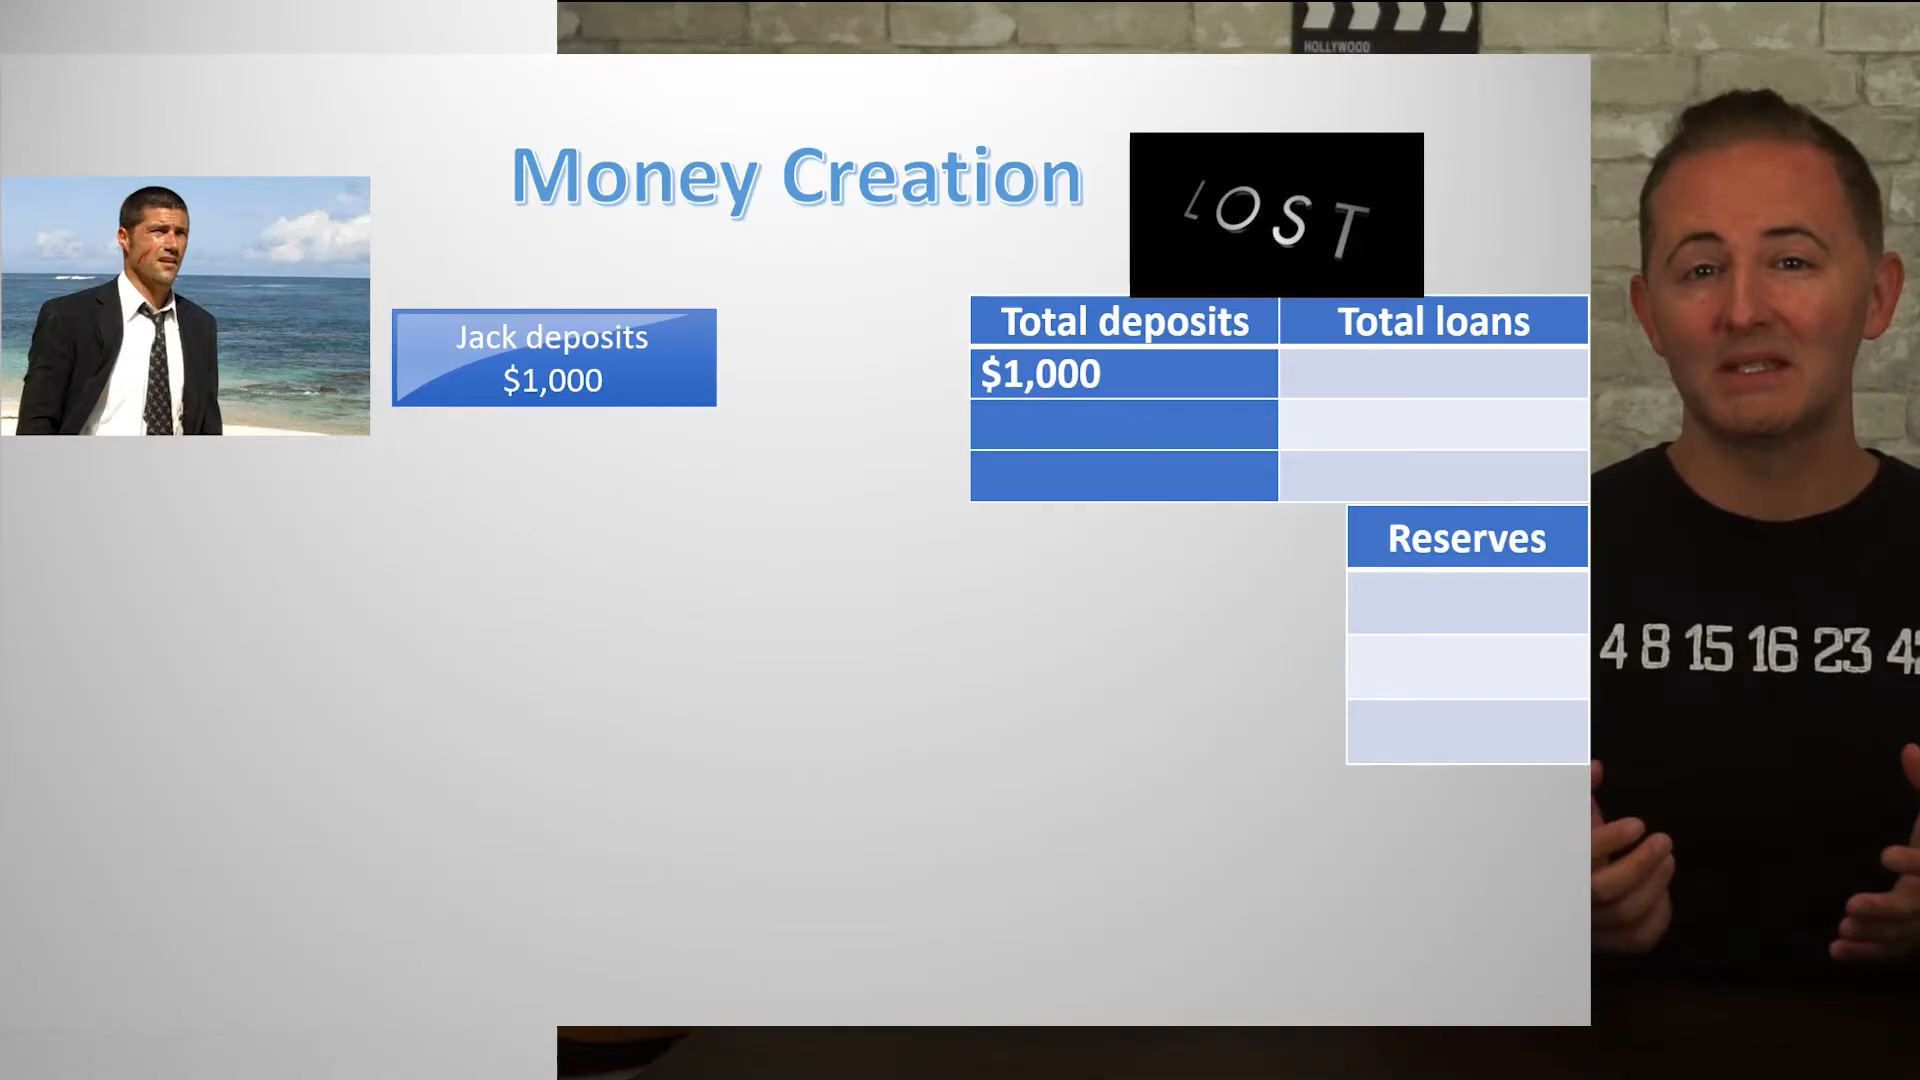 HOLLYWOOD
Money Creation
LOST
Jack deposits
$1,000
Total deposits
Total loans
$1,000
Reserves
4 8 15 16 23